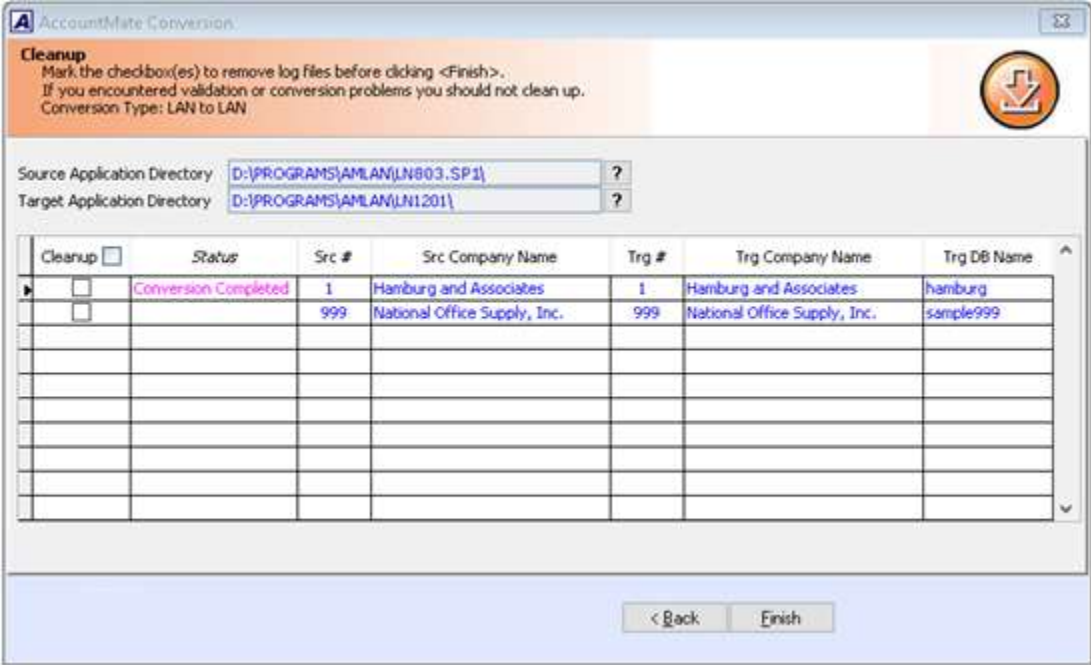 AccountMate Conversion
Cleanup
Mark the checkbox(es) to remove log files before clicking <Finish>.
If you encountered validation or conversion problems you should not clean up.
Conversion Type: LAN to LAN
Source Application Directory D:\PROGRAMS\AMLAN\LN803.SP1\ ?
Target Application Directory D:\PROGRAMS\AMLAN\LN1201\ ?
Cleanup Status Src # Src Company Name Trg # Trg Company Name Trg DB Name
Conversion Completed 1 Hamburg and Associates 1 Hamburg and Associates hamburg
999 National Office Supply, Inc. 999 National Office Supply, Inc. sample999
< Back Finish